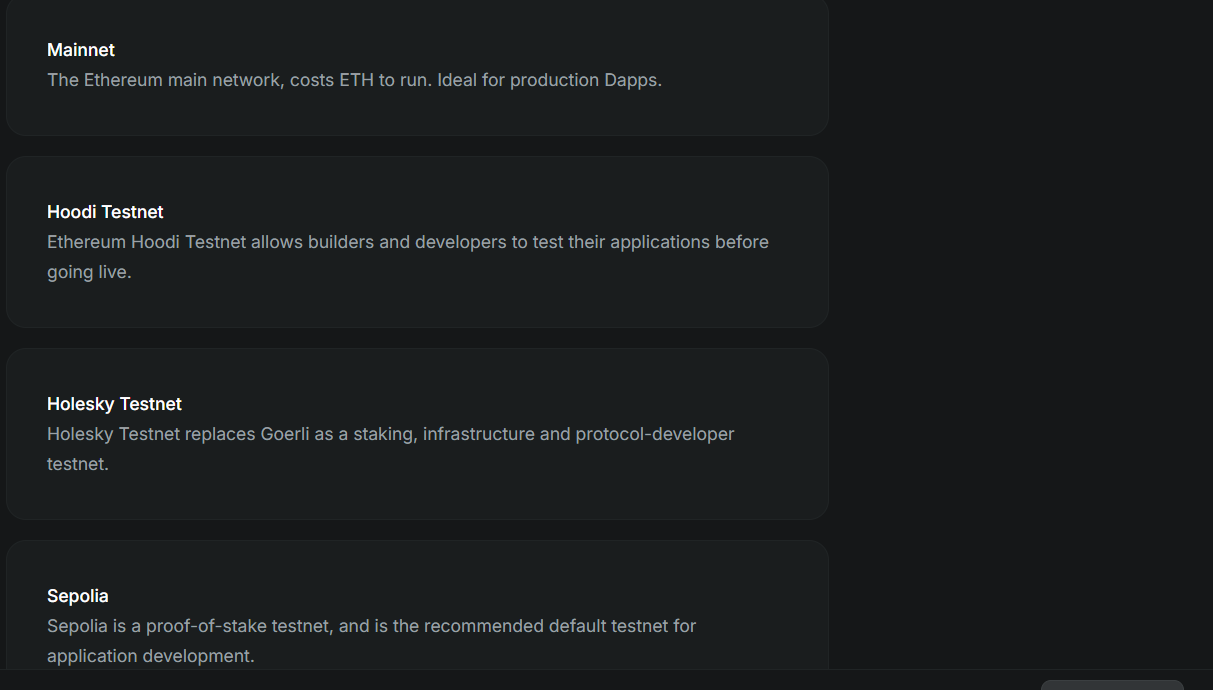 Mainnet
The Ethereum main network, costs ETH to run. Ideal for production Dapps.
Hoodi Testnet
Ethereum Hoodi Testnet allows builders and developers to test their applications before
going live.
Holesky Testnet
Holesky Testnet replaces Goerli as a staking, infrastructure and protocol-developer
testnet.
Sepolia
Sepolia is a proof-of-stake testnet, and is the recommended default testnet for
application development.